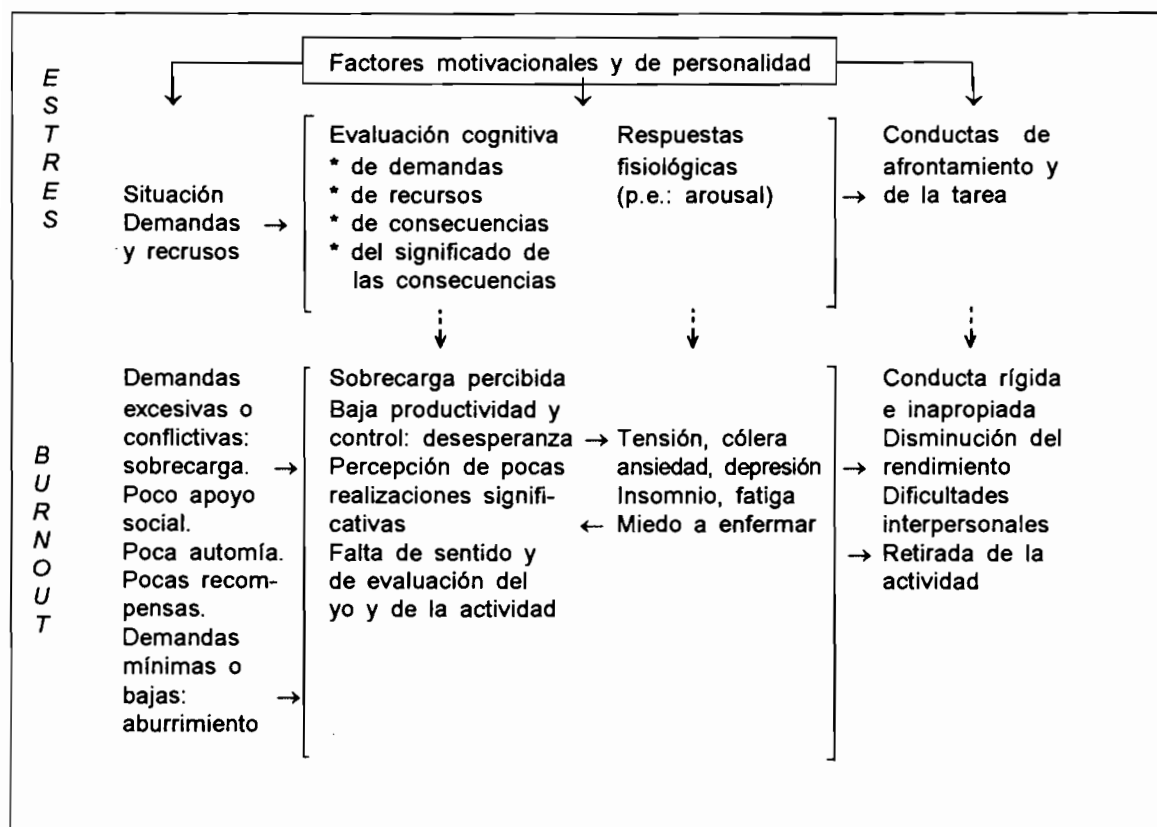 Factores motivacionales y de personalidad
E
S
T
R
E
S
Situación
Demandas →
y recrusos
Evaluación cognitiva
* de demandas
* de recursos
* de consecuencias
* del significado de
las consecuencias
Respuestas
fisiológicas
(p.e.: arousal)
Conductas de
afrontamiento y
→ de la tarea
B
U
R
N
O
U
T
Demandas
excesivas o
conflictivas:
sobrecarga. →
Poco apoyo
social.
Poca automía.
Pocas recom-
pensas.
Demandas
mínimas o
bajas: →
aburrimiento
Sobrecarga percibida
Baja productividad y
control: desesperanza
Percepción de pocas
realizaciones signifi-
cativas
Falta de sentido y
de evaluación del
yo y de la actividad
→ Tensión, cólera
ansiedad, depresión
Insomnio, fatiga
← Miedo a enfermar
Conducta rígida
e inapropiada
Disminución del
→ rendimiento
Dificultades
interpersonales
→ Retirada de la
actividad